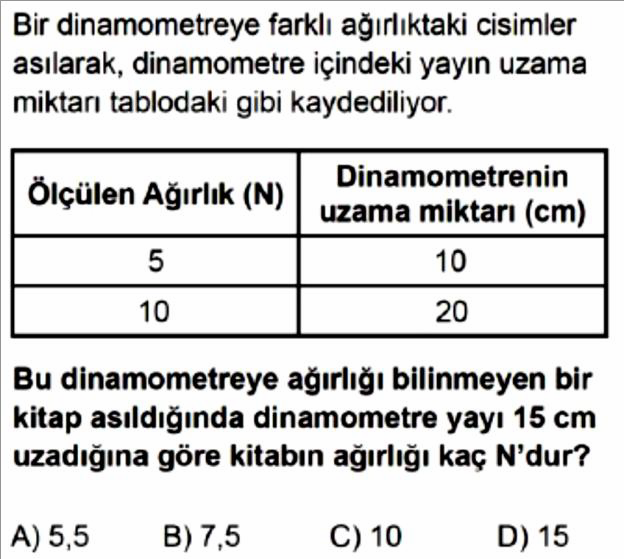 Bir dinamometreye farklı ağırlıktaki cisimler
asılarak, dinamometre içindeki yayın uzama
miktarı tablodaki gibi kaydediliyor.
Ölçülen Ağırlık (N)
Dinamometrenin
uzama miktarı (cm)
5
10
10
20
Bu dinamometreye ağırlığı bilinmeyen bir
kitap asıldığında dinamometre yayı 15 cm
uzadığına göre kitabın ağırlığı kaç N'dur?
A) 5,5 B) 7,5 C) 10 D) 15